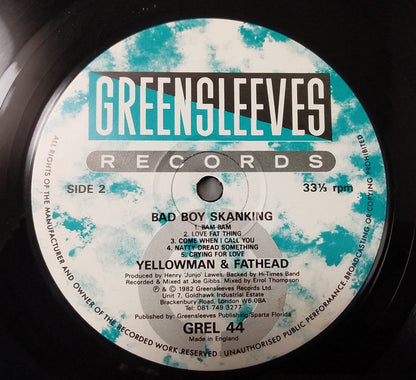 GREENSLEEVES
RECORDS
SIDE 2
33⅓ rpm
BAD BOY SKANKING
1. BAM BAM
2. LOVE FAT THING
3. COME WHEN I CALL YOU
4. NATTY DREAD SOMETHING
5. CRYING FOR LOVE
YELLOWMAN & FATHEAD
Produced by Henry 'Junjo' Lawes, Backed by Hi-Times Band
Recorded & Mixed at Joe Gibbs. Mixed by Errol Thompson
℗ & © 1982 Greensleeves Records Ltd.
Unit 7, Goldhawk Industrial Estate
Brackenbury Road, London W6.0BA
Tel: 081-749 3277
Published by: Greensleeves Publishing Sparta Florida
GREL 44
Made in England
ALL RIGHTS OF THE MANUFACTURER AND OWNER OF THE RECORDED WORK RESERVED : UNAUTHORISED PUBLIC PERFORMANCE, BROADCASTING OR COPYING PROHIBITED